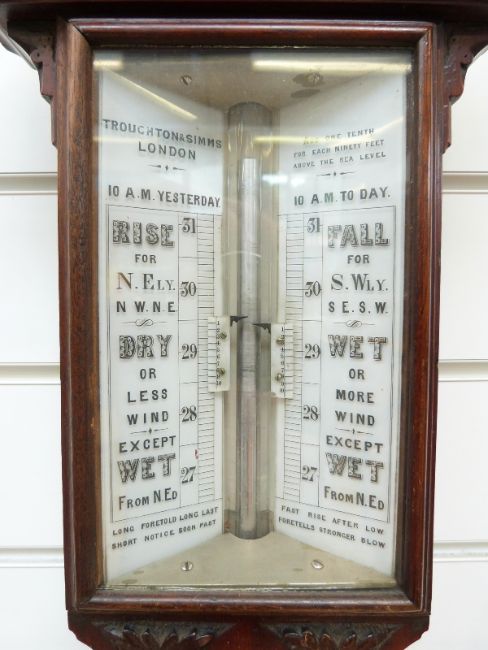 TROUGHTON & SIMMS
LONDON
10 A.M. YESTERDAY.
RISE
FOR
N. ELY.
N W. N. E.
DRY
OR
LESS
WIND
EXCEPT
WET
FROM N. ED
31
30
29
28
27
LONG FORETOLD LONG LAST
SHORT NOTICE SOON PAST
ADD ONE TENTH
FOR EACH NINETY FEET
ABOVE THE SEA LEVEL
10 A.M. TO DAY.
31
30
29
28
27
FALL
FOR
S. WLY.
S E. S. W.
WET
OR
MORE
WIND
EXCEPT
WET
FROM N. ED
FAST RISE AFTER LOW
FORETELLS STRONGER BLOW